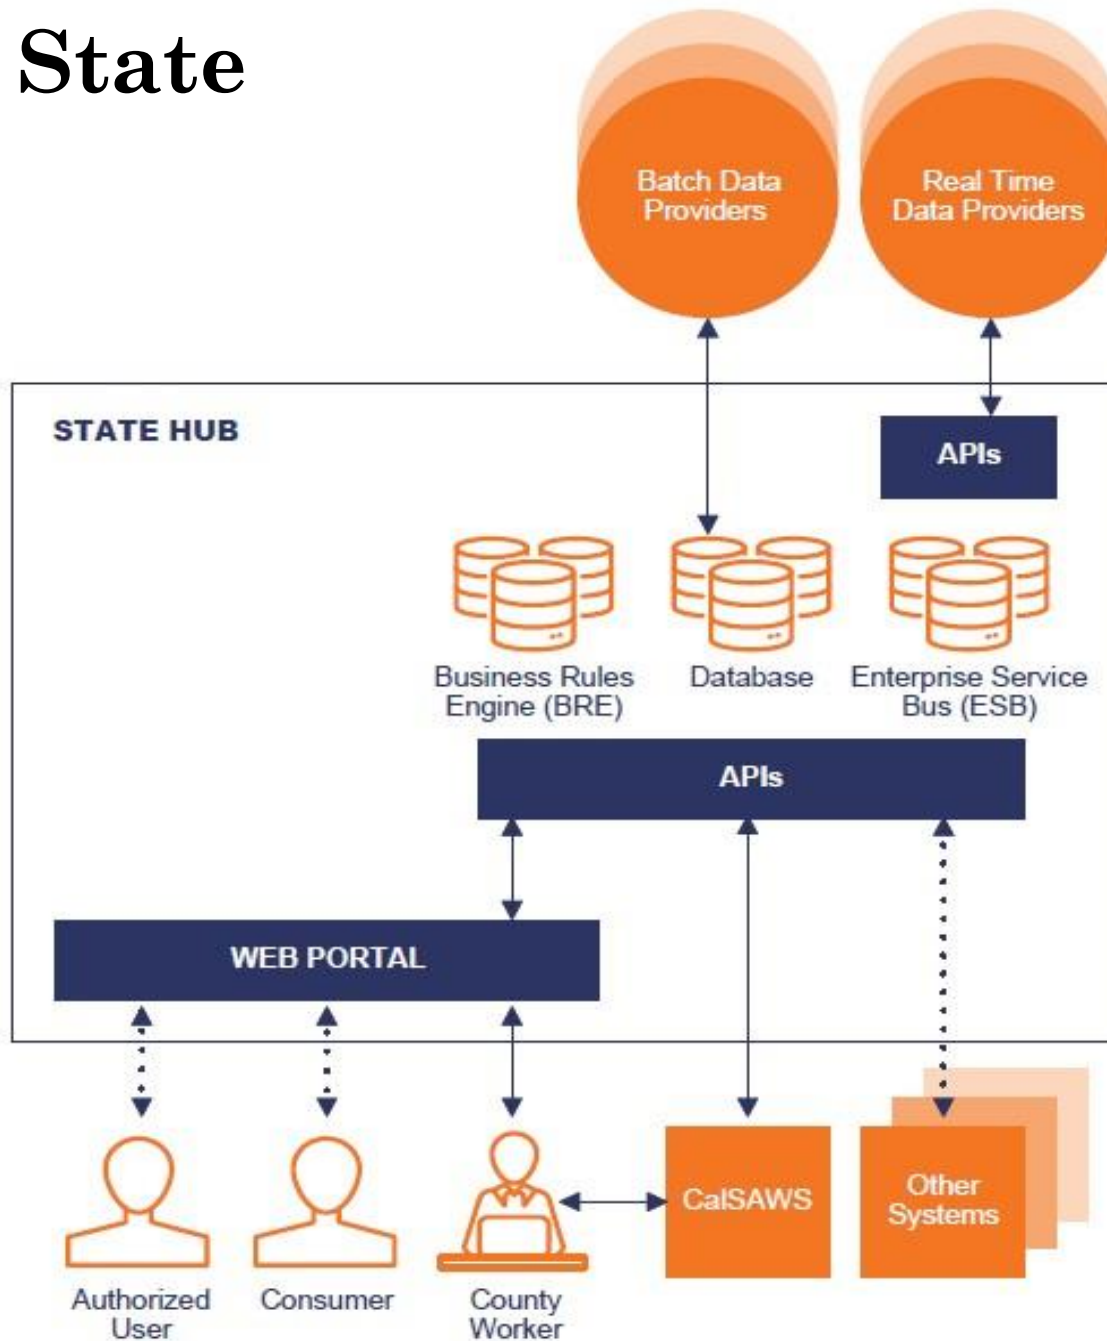 State
Batch Data
Providers
Real Time
Data Providers
STATE HUB
APIs
Business Rules
Engine (BRE)
Database
Enterprise Service
Bus (ESB)
APIs
WEB PORTAL
CalSAWS
Other
Systems
Authorized
User
Consumer
County
Worker